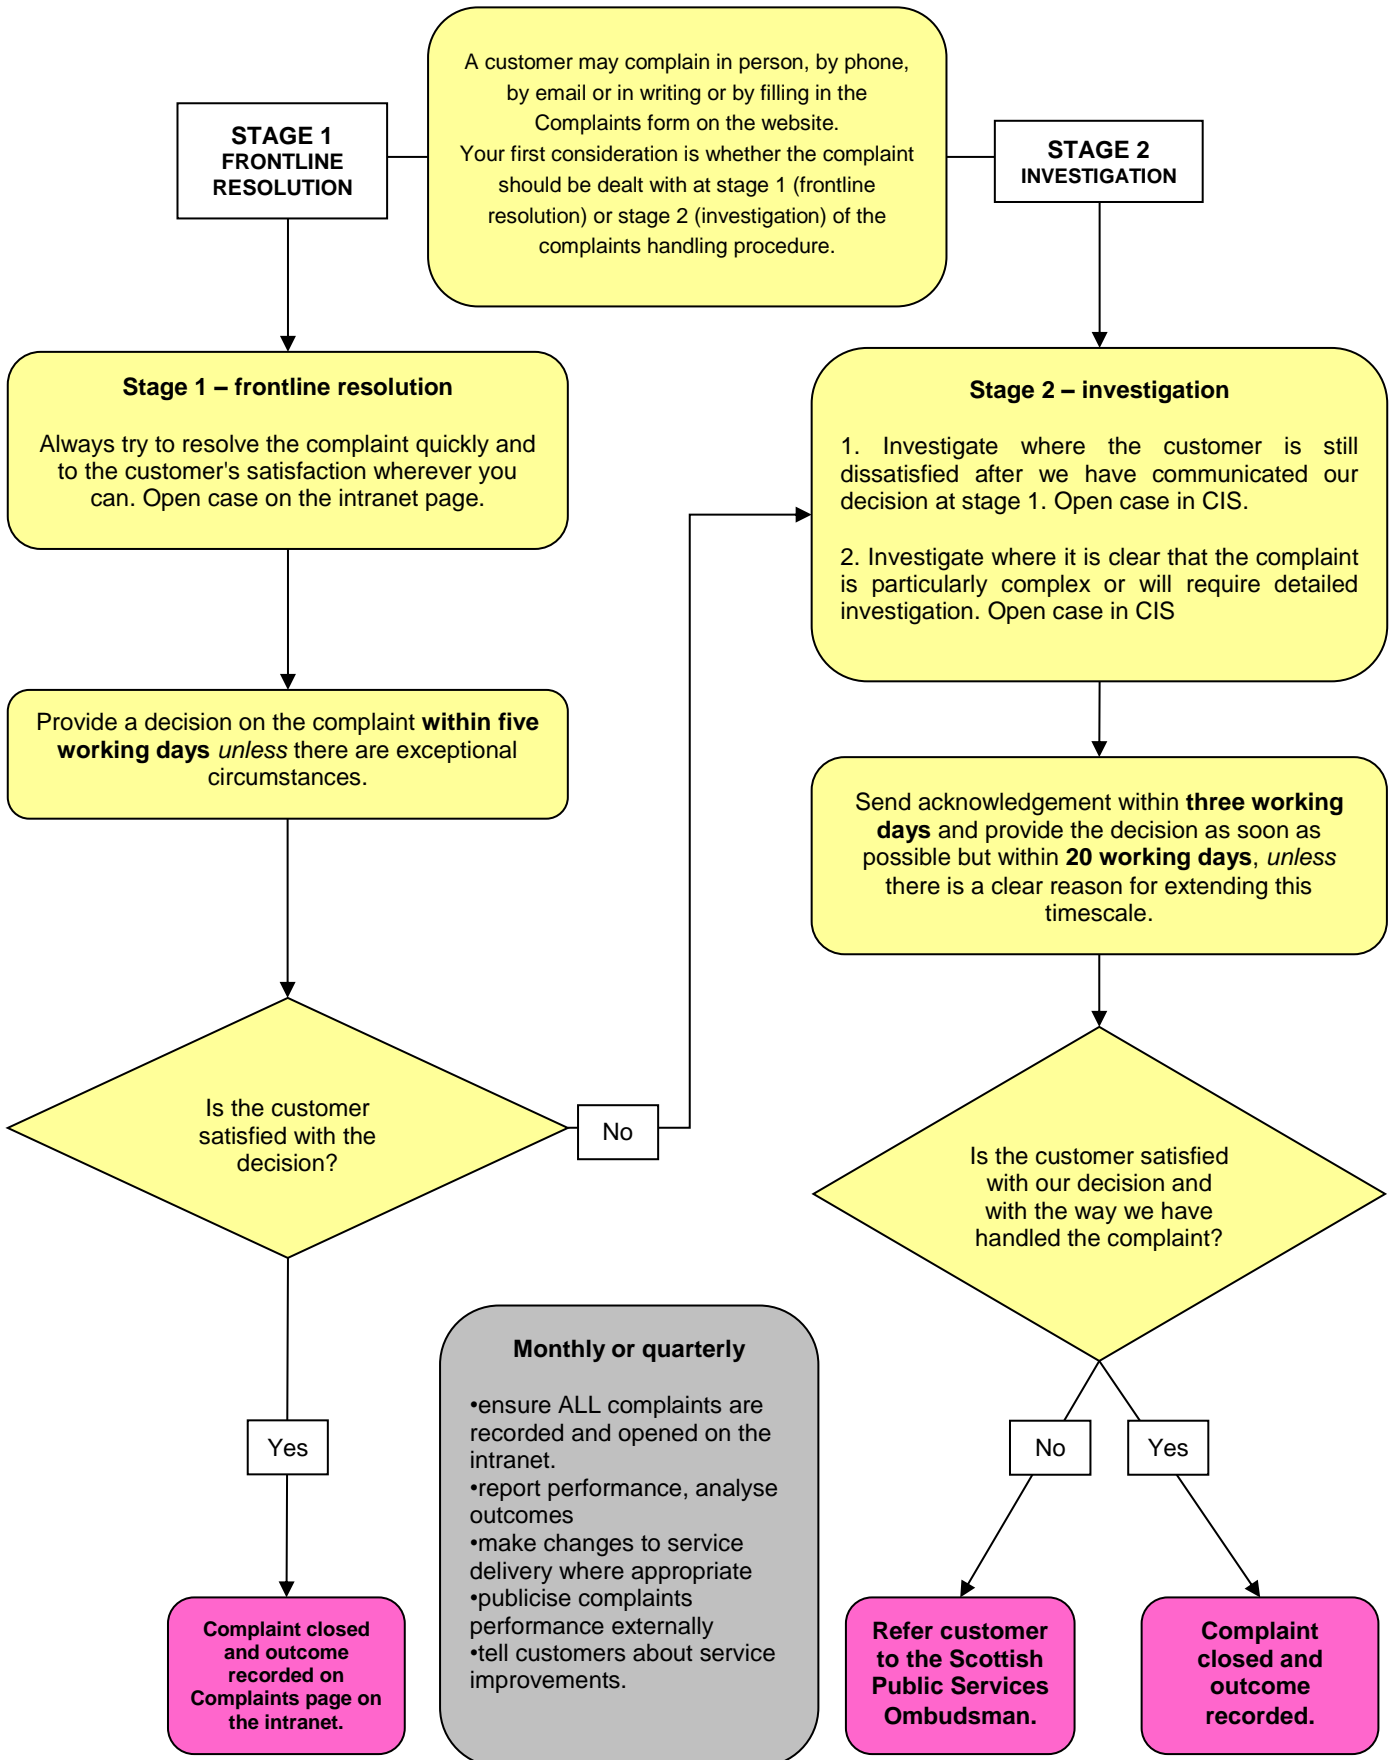 A customer may complain in person, by phone,
by email or in writing or by filling in the
Complaints form on the website.
Your first consideration is whether the complaint
should be dealt with at stage 1 (frontline
resolution) or stage 2 (investigation) of the
complaints handling procedure.
STAGE 1
FRONTLINE
RESOLUTION
STAGE 2
INVESTIGATION
Stage 1 – frontline resolution
Always try to resolve the complaint quickly and
to the customer's satisfaction wherever you
can. Open case on the intranet page.
Provide a decision on the complaint within five
working days unless there are exceptional
circumstances.
Is the customer
satisfied with the
decision?
No
Yes
Complaint closed
and outcome
recorded on
Complaints page on
the intranet.
Stage 2 – investigation
1. Investigate where the customer is still
dissatisfied after we have communicated our
decision at stage 1. Open case in CIS.
2. Investigate where it is clear that the complaint
is particularly complex or will require detailed
investigation. Open case in CIS
Send acknowledgement within three working
days and provide the decision as soon as
possible but within 20 working days, unless
there is a clear reason for extending this
timescale.
Is the customer satisfied
with our decision and
with the way we have
handled the complaint?
No
Yes
Refer customer
to the Scottish
Public Services
Ombudsman.
Complaint
closed and
outcome
recorded.
Monthly or quarterly
•ensure ALL complaints are
recorded and opened on the
intranet.
•report performance, analyse
outcomes
•make changes to service
delivery where appropriate
•publicise complaints
performance externally
•tell customers about service
improvements.